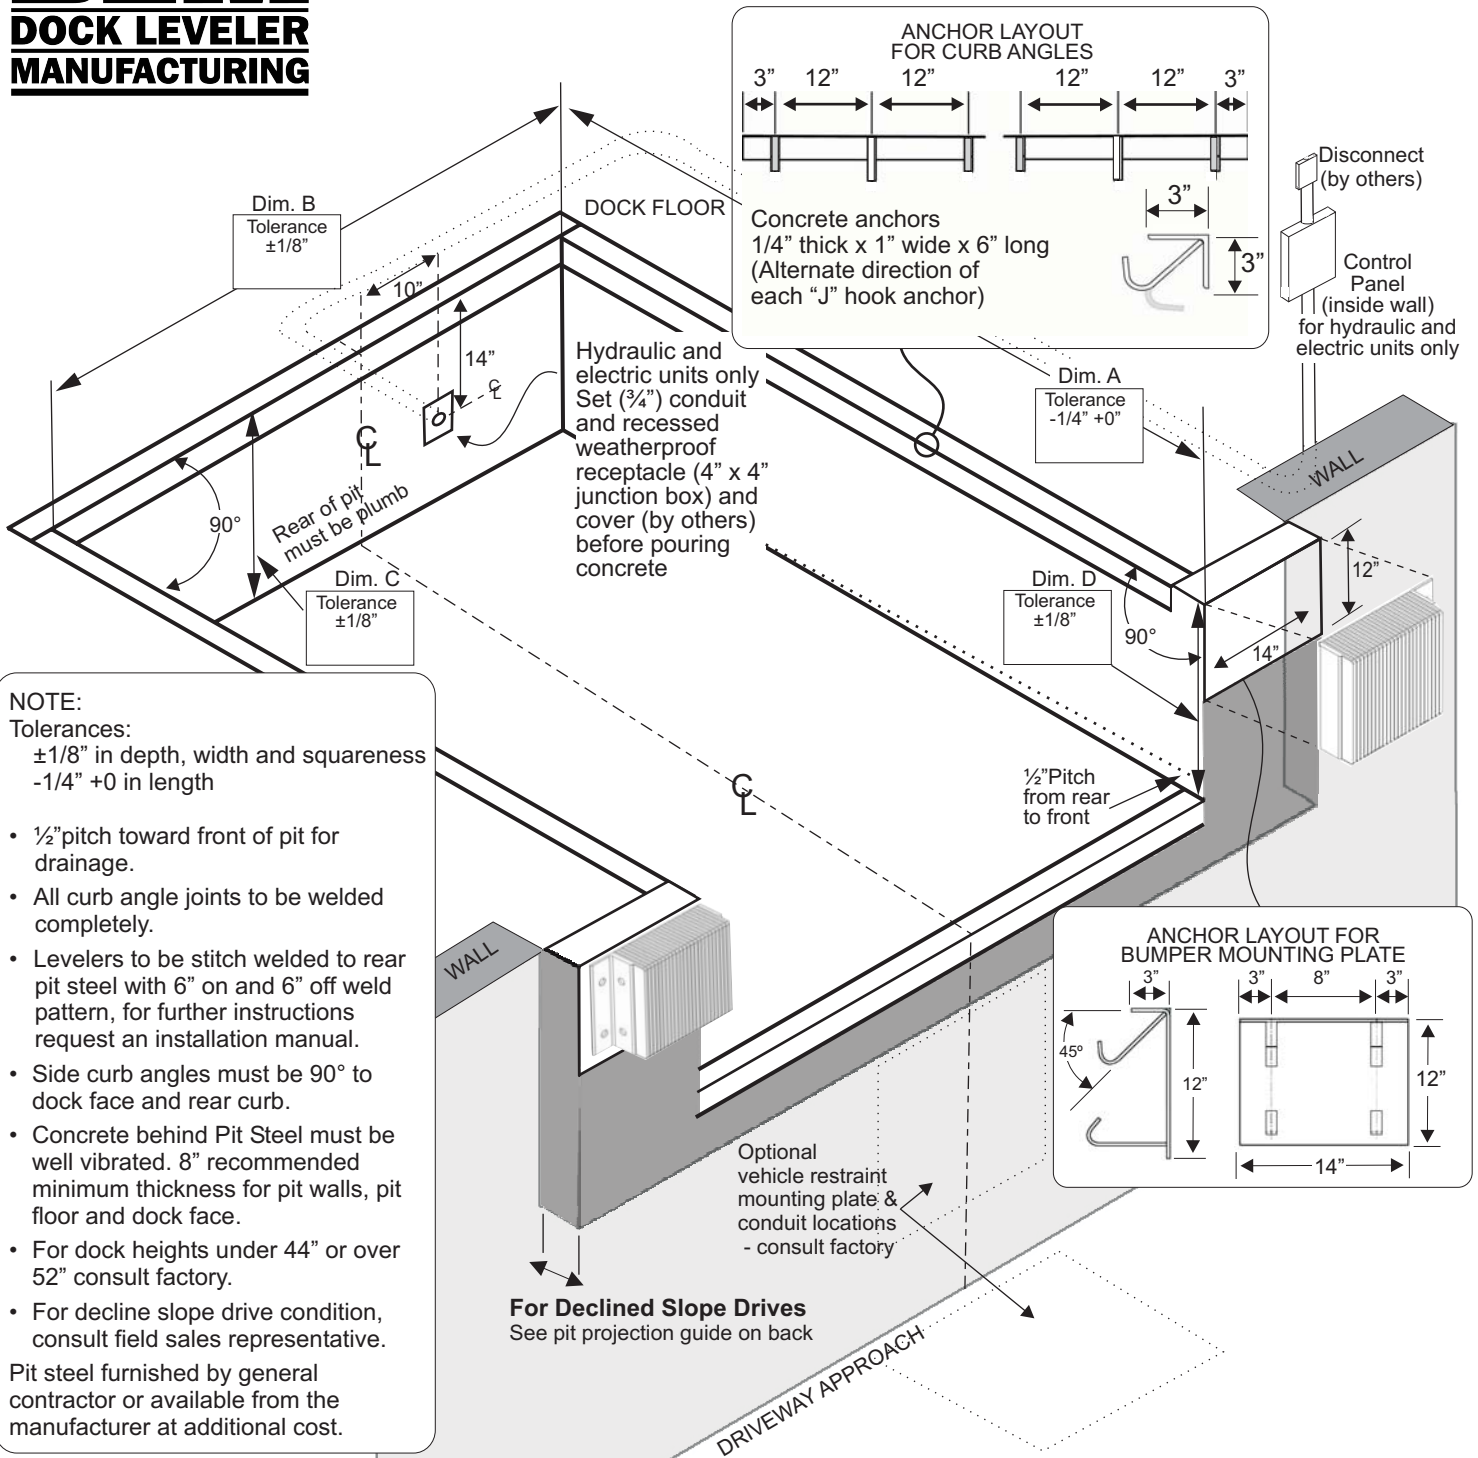 DOCK LEVELER
MANUFACTURING
ANCHOR LAYOUT
FOR CURB ANGLES
3” 12” 12” 12” 12” 3”
Concrete anchors
1/4” thick x 1” wide x 6” long
(Alternate direction of
each “J” hook anchor)
3”
3”
Disconnect
(by others)
Control
Panel
(inside wall)
for hydraulic and
electric units only
Dim. B
Tolerance
±1/8”
DOCK FLOOR
10”
14”
℄
℄
Hydraulic and
electric units only
Set (¾”) conduit
and recessed
weatherproof
receptacle (4” x 4”
junction box) and
cover (by others)
before pouring
concrete
Dim. A
Tolerance
-1/4” +0”
WALL
90°
Rear of pit
must be plumb
Dim. C
Tolerance
±1/8”
Dim. D
Tolerance
±1/8”
90°
12”
14”
℄
½”Pitch
from rear
to front
NOTE:
Tolerances:
±1/8” in depth, width and squareness
-1/4” +0 in length
• ½”pitch toward front of pit for
drainage.
• All curb angle joints to be welded
completely.
• Levelers to be stitch welded to rear
pit steel with 6” on and 6” off weld
pattern, for further instructions
request an installation manual.
• Side curb angles must be 90° to
dock face and rear curb.
• Concrete behind Pit Steel must be
well vibrated. 8” recommended
minimum thickness for pit walls, pit
floor and dock face.
• For dock heights under 44” or over
52” consult factory.
• For decline slope drive condition,
consult field sales representative.
Pit steel furnished by general
contractor or available from the
manufacturer at additional cost.
WALL
ANCHOR LAYOUT FOR
BUMPER MOUNTING PLATE
3” 3” 8” 3”
45º
12”
12”
14”
Optional
vehicle restraint
mounting plate &
conduit locations
- consult factory
For Declined Slope Drives
See pit projection guide on back
DRIVEWAY APPROACH